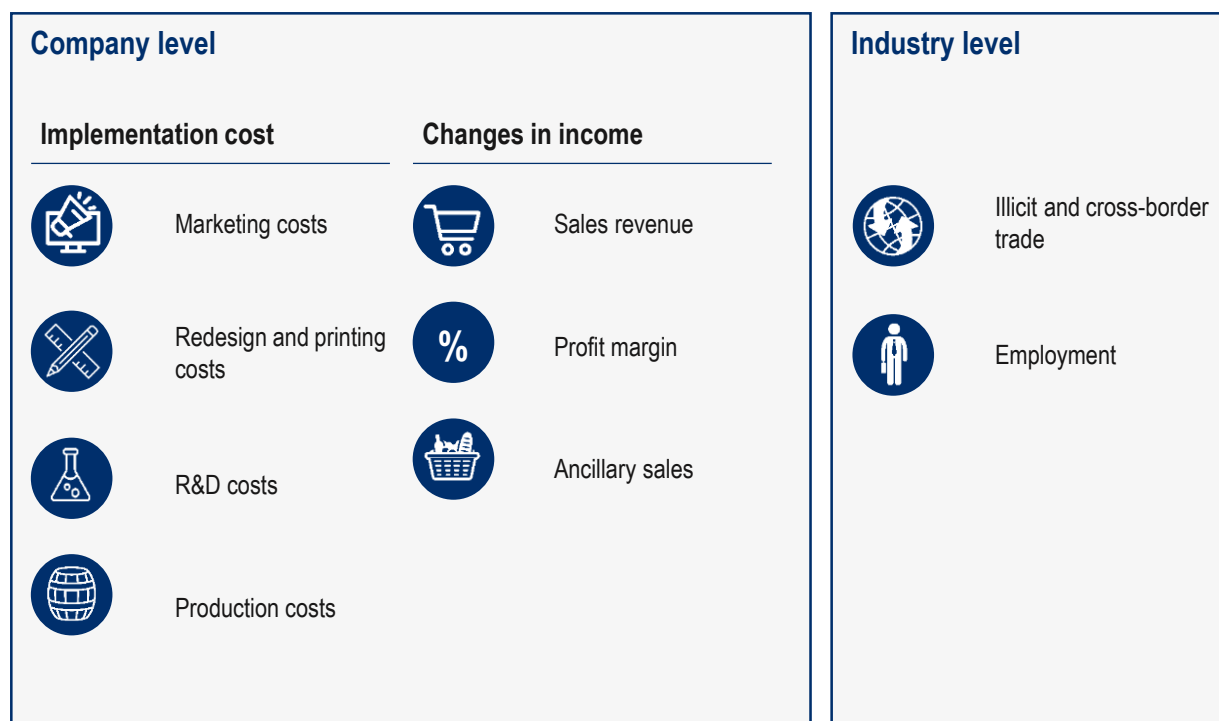 Company level
Implementation cost
Marketing costs
Redesign and printing
costs
R&D costs
Production costs
Changes in income
Sales revenue
%
Profit margin
Ancillary sales
Industry level
Illicit and cross-border
trade
Employment